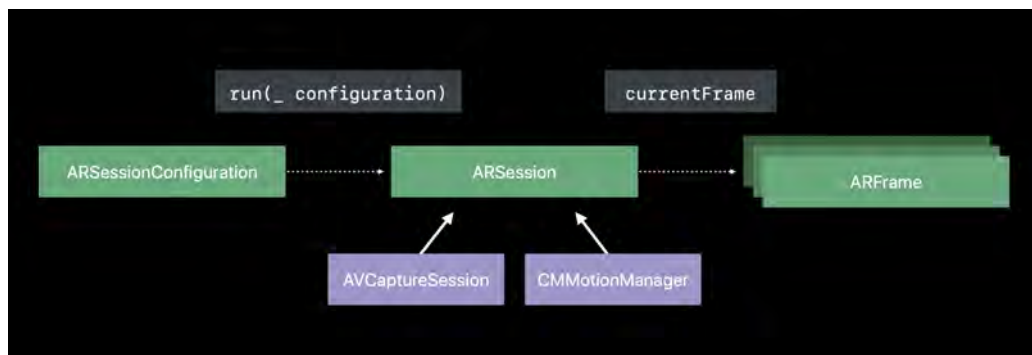 run(_ configuration)
currentFrame
ARSessionConfiguration
ARSession
ARFrame
AVCaptureSession
CMMotionManager